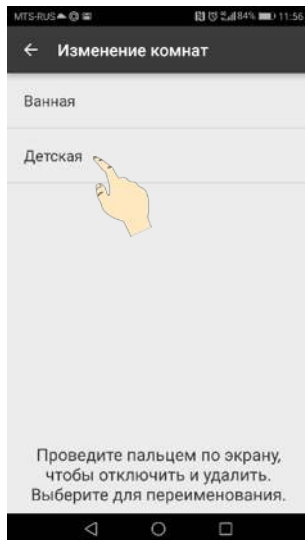 MTS-RUS 84% 11:56
Изменение комнат
Ванная
Детская
Проведите пальцем по экрану,
чтобы отключить и удалить.
Выберите для переименования.